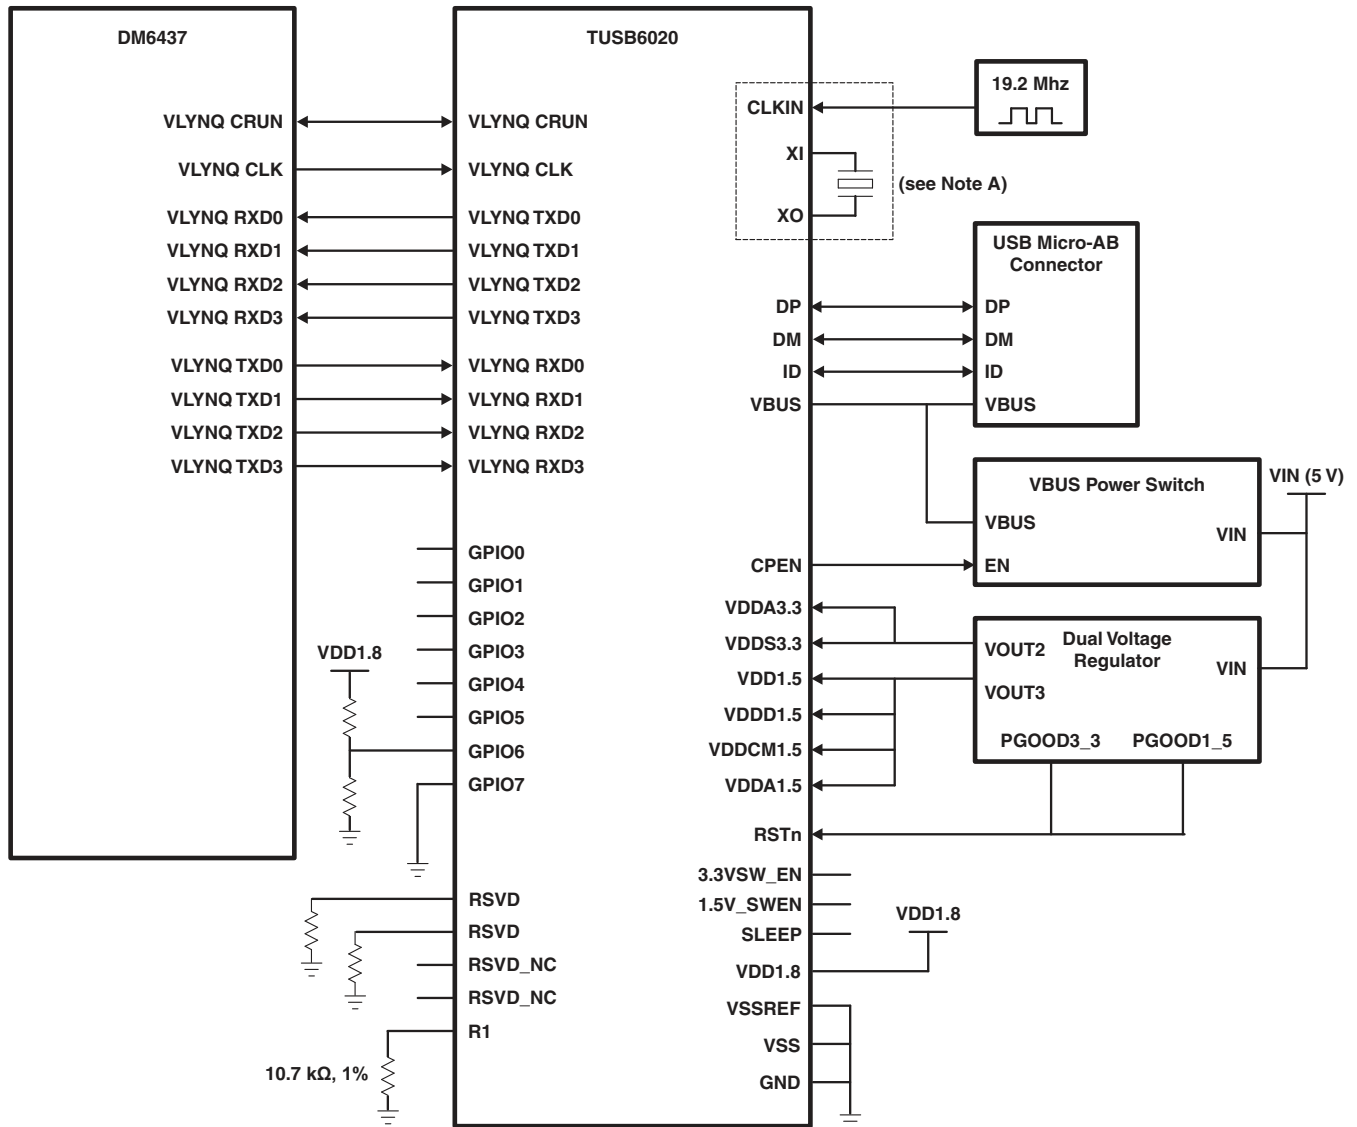 DM6437
VLYNQ CRUN
VLYNQ CLK
VLYNQ RXD0
VLYNQ RXD1
VLYNQ RXD2
VLYNQ RXD3
VLYNQ TXD0
VLYNQ TXD1
VLYNQ TXD2
VLYNQ TXD3
TUSB6020
VLYNQ CRUN
VLYNQ CLK
VLYNQ TXD0
VLYNQ TXD1
VLYNQ TXD2
VLYNQ TXD3
VLYNQ RXD0
VLYNQ RXD1
VLYNQ RXD2
VLYNQ RXD3
GPIO0
GPIO1
GPIO2
GPIO3
GPIO4
GPIO5
GPIO6
GPIO7
VDD1.8
RSVD
RSVD
RSVD_NC
RSVD_NC
R1
10.7 kΩ, 1%
CLKIN
XI
XO
DP
DM
ID
VBUS
CPEN
VDDA3.3
VDDS3.3
VDD1.5
VDDD1.5
VDDCM1.5
VDDA1.5
RSTn
3.3VSW_EN
1.5V_SWEN
SLEEP
VDD1.8
VSSREF
VSS
GND
19.2 Mhz
(see Note A)
USB Micro-AB
Connector
DP
DM
ID
VBUS
VBUS Power Switch
VBUS
VIN
EN
VIN (5 V)
Dual Voltage
Regulator
VOUT2
VIN
VOUT3
PGOOD3_3 PGOOD1_5
VDD1.8